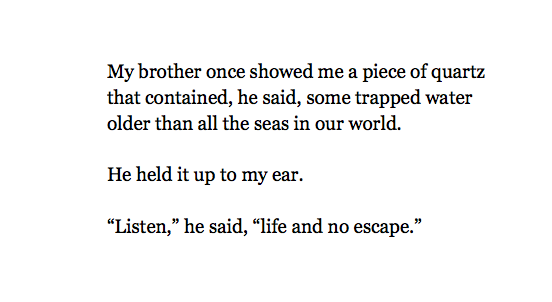 My brother once showed me a piece of quartz
that contained, he said, some trapped water
older than all the seas in our world.
He held it up to my ear.
“Listen,” he said, “life and no escape.”